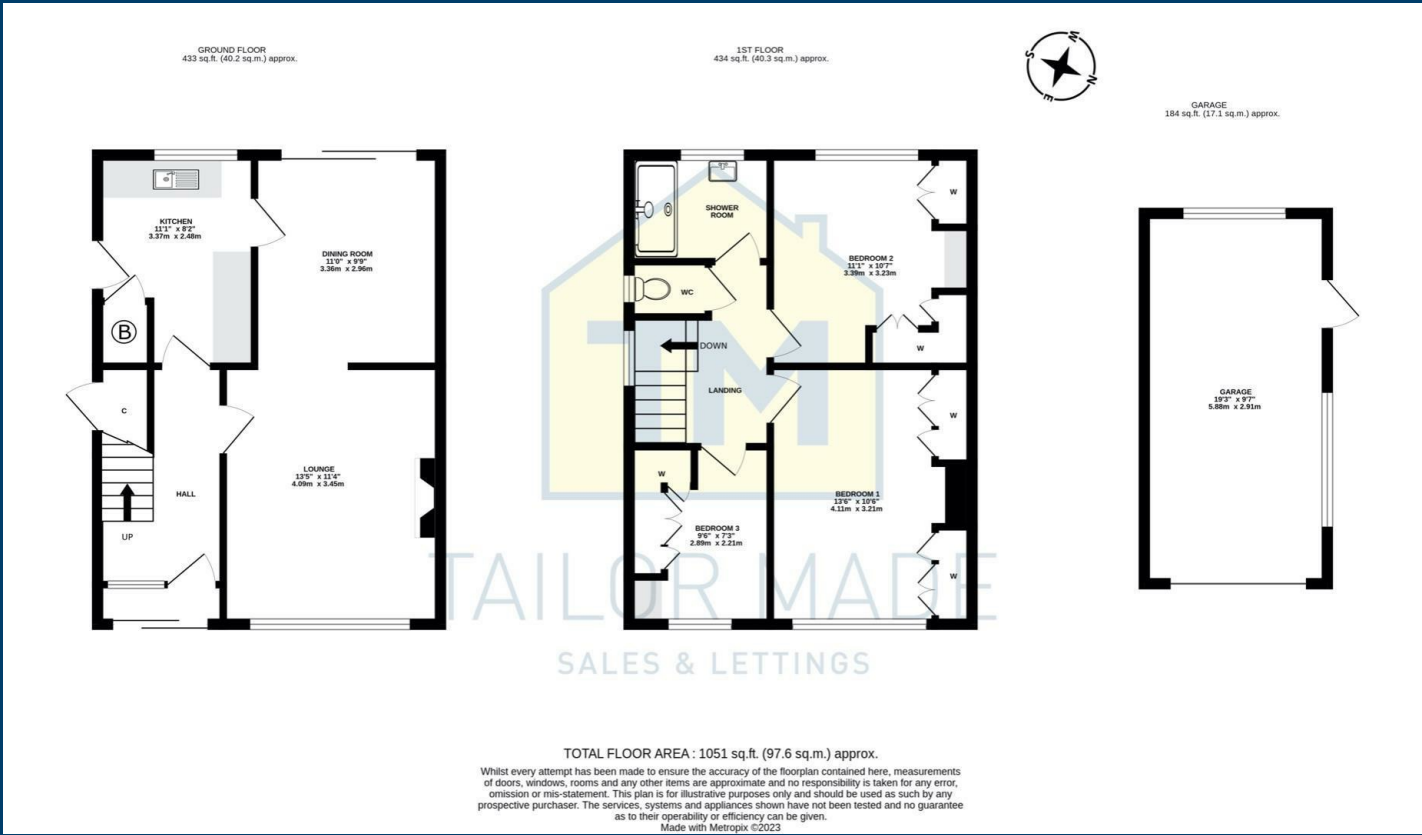 GROUND FLOOR
433 sq.ft. (40.2 sq.m.) approx.
1ST FLOOR
434 sq.ft. (40.3 sq.m.) approx.
W
S
N
E
GARAGE
184 sq.ft. (17.1 sq.m.) approx.
KITCHEN
11'1" x 8'2"
3.37m x 2.48m
DINING ROOM
11'0" x 9'9"
3.36m x 2.96m
B
C
LOUNGE
13'5" x 11'4"
4.09m x 3.45m
HALL
UP
SHOWER
ROOM
W
BEDROOM 2
11'1" x 10'7"
3.39m x 3.23m
WC
W
DOWN
LANDING
W
W
BEDROOM 1
13'6" x 10'6"
4.11m x 3.21m
BEDROOM 3
9'6" x 7'3"
2.89m x 2.21m
W
GARAGE
19'3" x 9'7"
5.88m x 2.91m
TM
TAILOR MADE
SALES & LETTINGS
TOTAL FLOOR AREA : 1051 sq.ft. (97.6 sq.m.) approx.
Whilst every attempt has been made to ensure the accuracy of the floorplan contained here, measurements
of doors, windows, rooms and any other items are approximate and no responsibility is taken for any error,
omission or mis-statement. This plan is for illustrative purposes only and should be used as such by any
prospective purchaser. The services, systems and appliances shown have not been tested and no guarantee
as to their operability or efficiency can be given.
Made with Metropix ©2023